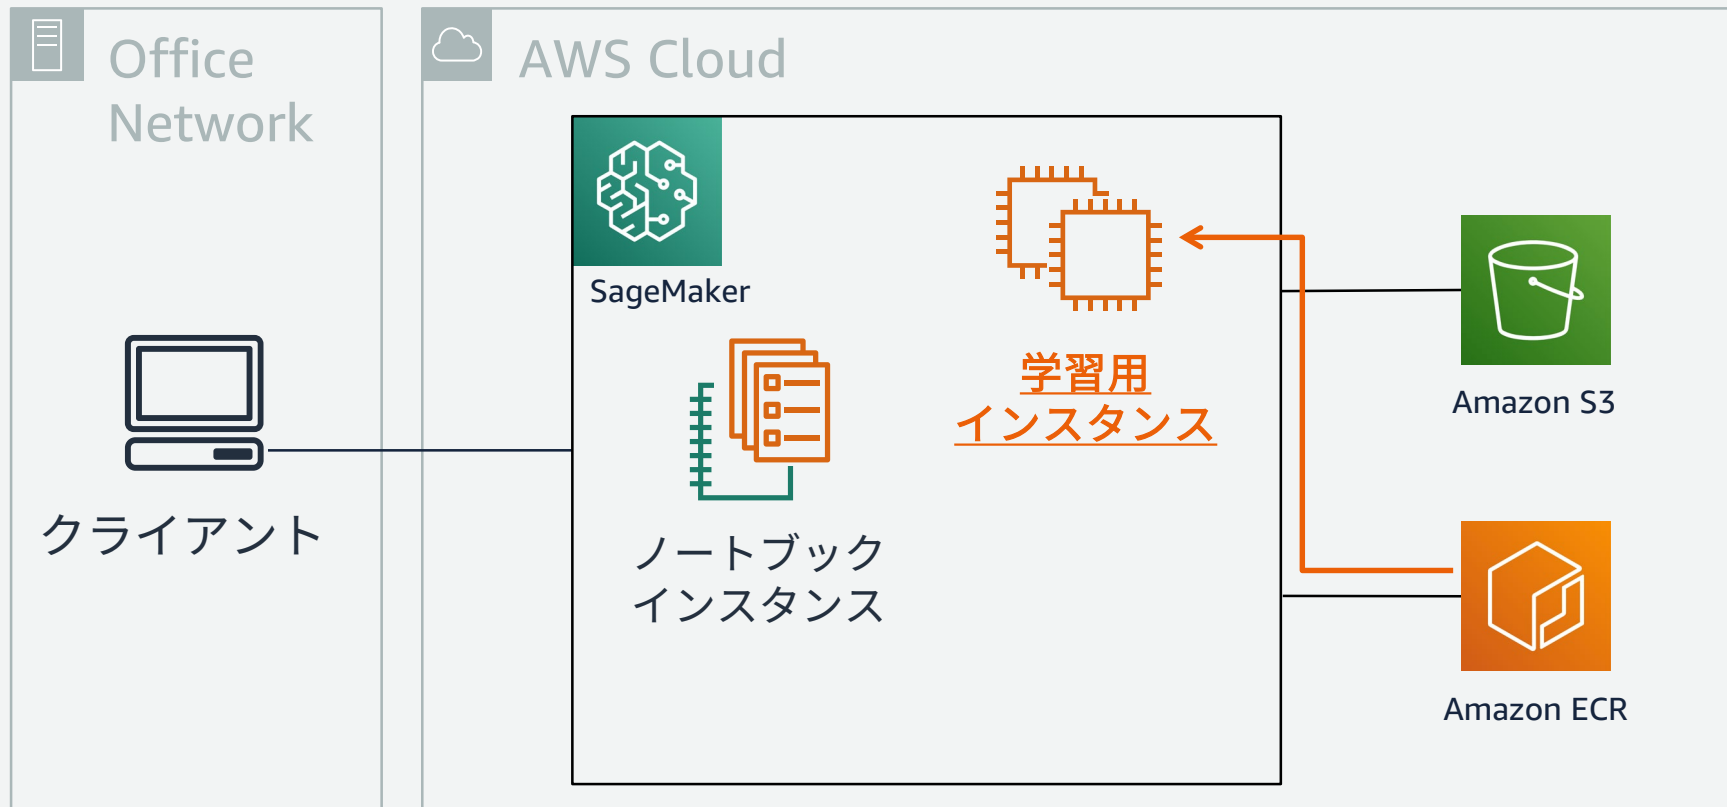 Office
Network
AWS Cloud
SageMaker
学習用
インスタンス
Amazon S3
クライアント
ノートブック
インスタンス
Amazon ECR